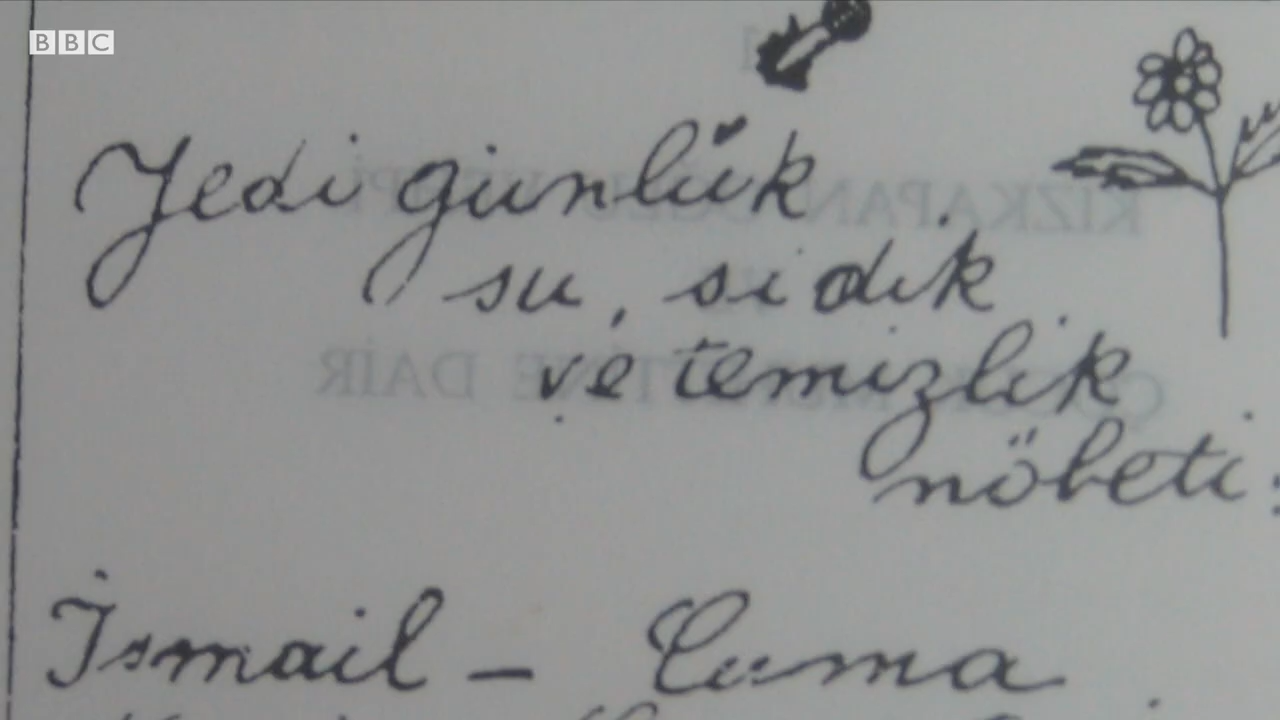 BBC
Yedi günlük
su, sidik
ve temizlik
nöbeti:
İsmail - Cuma